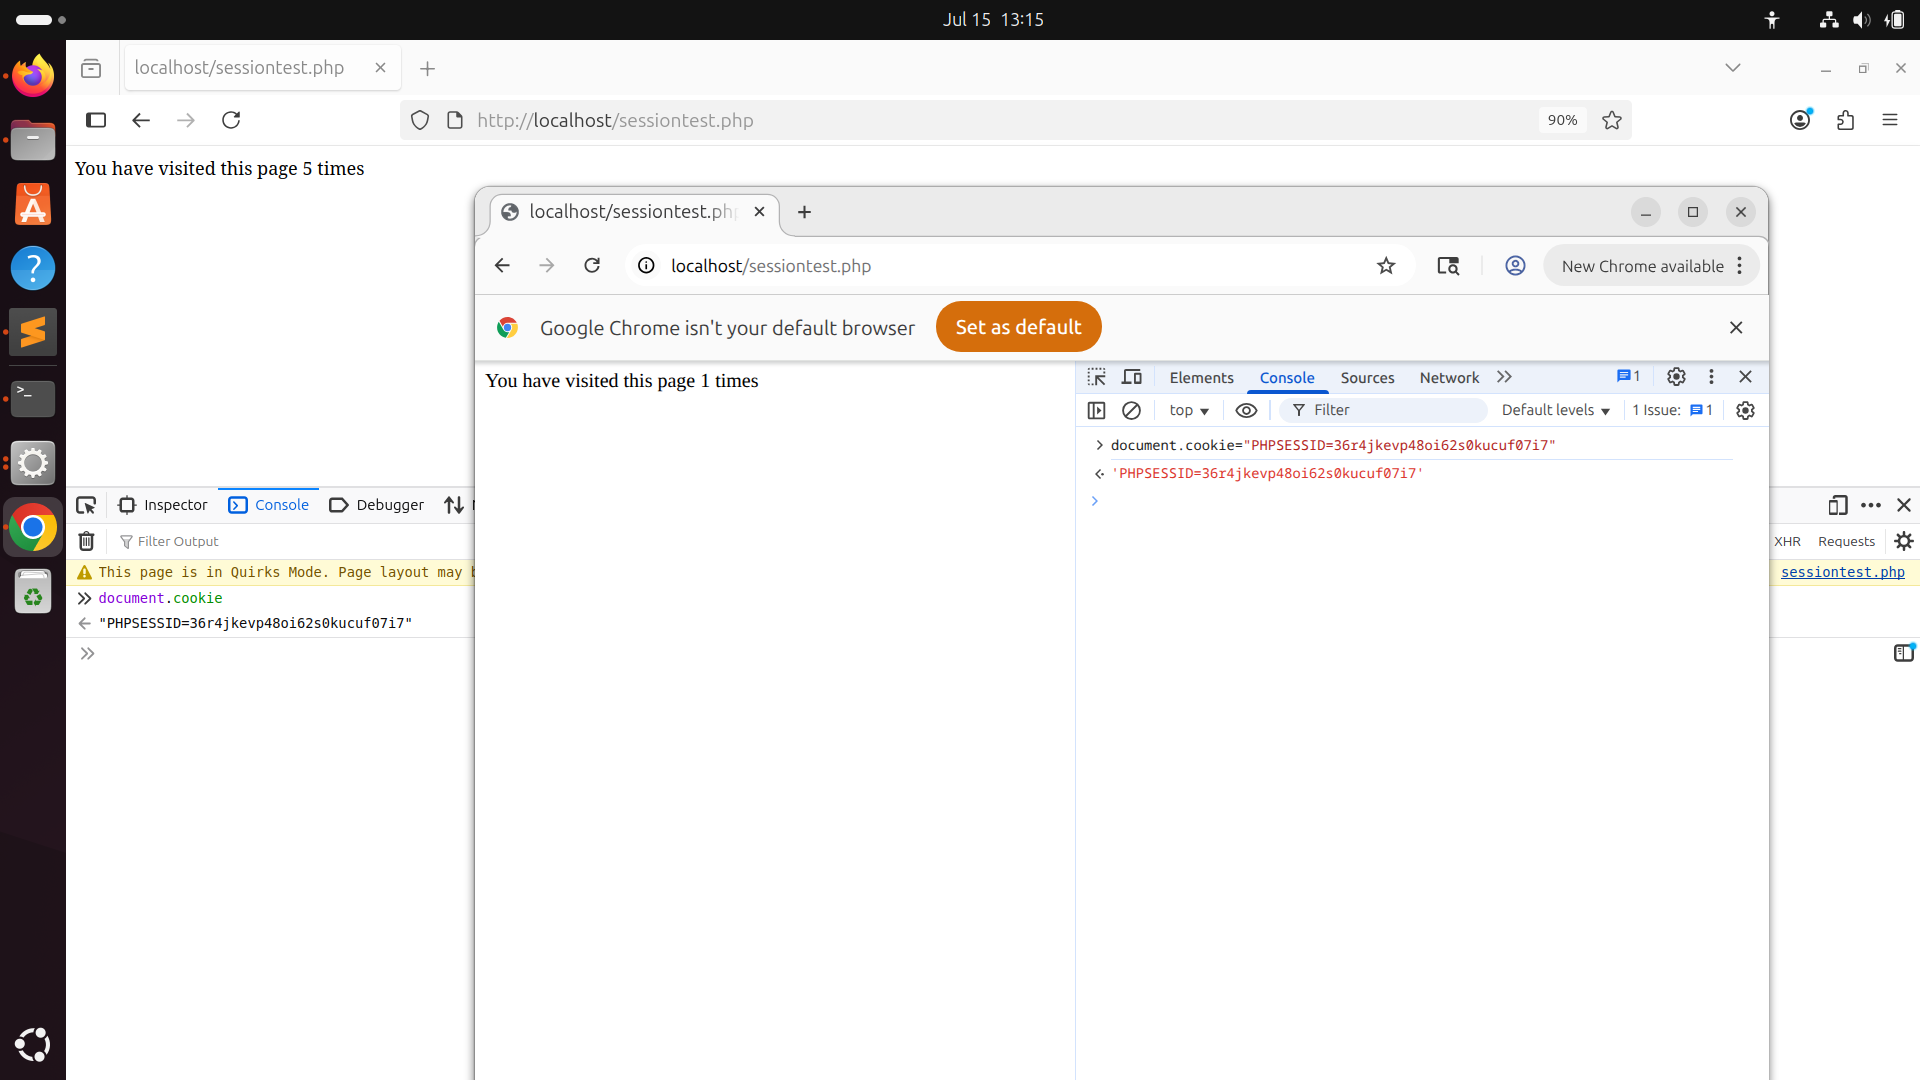 Jul 15 13:15
localhost/sessiontest.php
http://localhost/sessiontest.php
90%
You have visited this page 5 times
localhost/sessiontest.ph
localhost/sessiontest.php
New Chrome available
Google Chrome isn't your default browser
Set as default
You have visited this page 1 times
Elements
Console
Sources
Network
1
top
Filter
Default levels
1 Issue:
1
document.cookie="PHPSESSID=36r4jkevp48oi62s0kucuf07i7"
'PHPSESSID=36r4jkevp48oi62s0kucuf07i7'
Inspector
Console
Debugger
Filter Output
XHR
Requests
This page is in Quirks Mode. Page layout may
sessiontest.php
document.cookie
"PHPSESSID=36r4jkevp48oi62s0kucuf07i7"